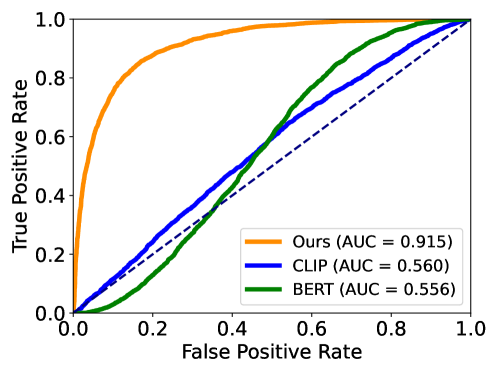 True Positive Rate
1.0
0.8
0.6
0.4
0.2
0.0
Ours (AUC = 0.915)
CLIP (AUC = 0.560)
BERT (AUC = 0.556)
0.0 0.2 0.4 0.6 0.8 1.0
False Positive Rate